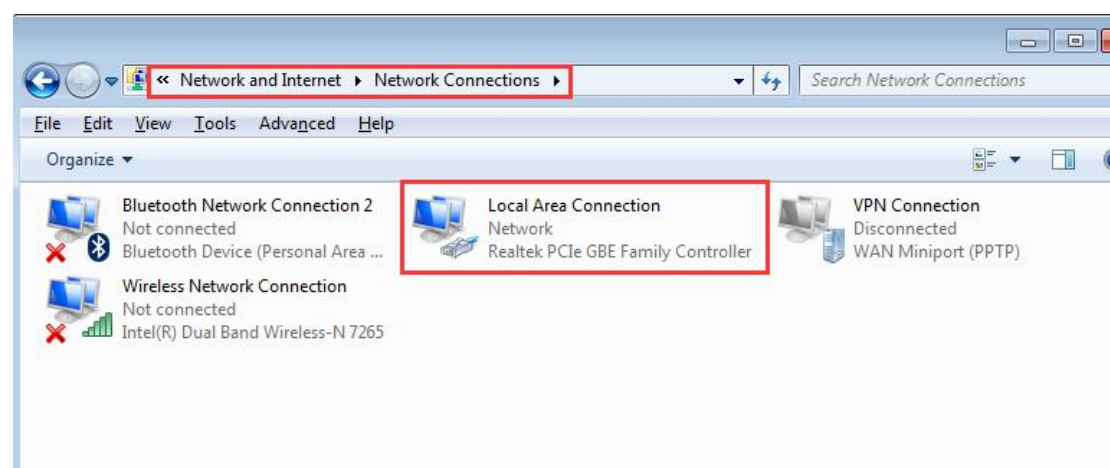 « Network and Internet ▸ Network Connections ▸
Search Network Connections
File Edit View Tools Advanced Help
Organize
Bluetooth Network Connection 2
Not connected
Bluetooth Device (Personal Area ...
Local Area Connection
Network
Realtek PCIe GBE Family Controller
VPN Connection
Disconnected
WAN Miniport (PPTP)
Wireless Network Connection
Not connected
Intel(R) Dual Band Wireless-N 7265